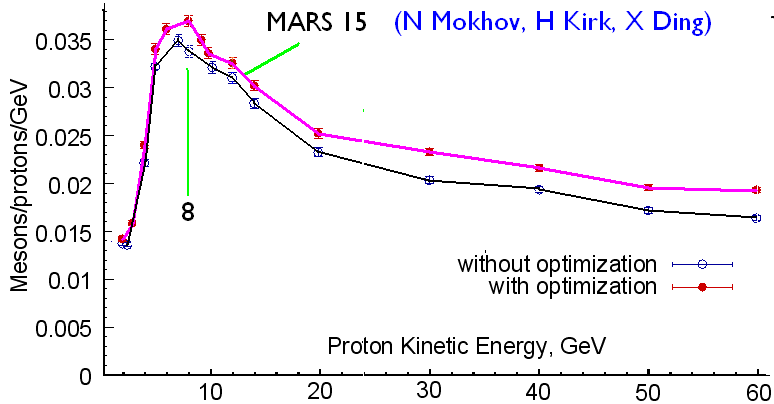 MARS 15 (N Mokhov, H Kirk, X Ding)
Mesons/protons/GeV
0.035
0.03
0.025
0.02
0.015
0.01
0.005
0
8
without optimization
with optimization
Proton Kinetic Energy, GeV
10 20 30 40 50 60